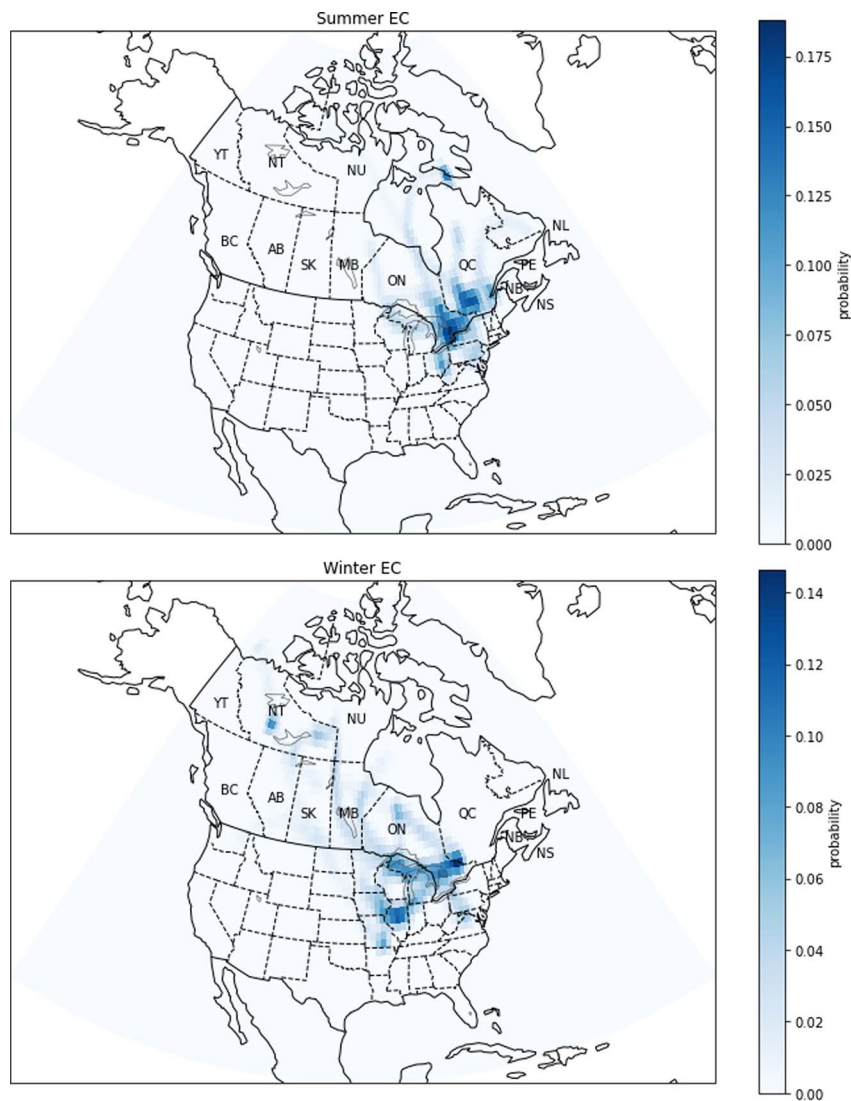 Summer EC
YT
NT
NU
BC
AB
SK
MB
ON
QC
NL
PE
NB
NS
0.175
0.150
0.125
0.100
0.075
0.050
0.025
0.000
probability
Winter EC
YT
NT
NU
BC
AB
SK
MB
ON
QC
NL
PE
NB
NS
0.14
0.12
0.10
0.08
0.06
0.04
0.02
0.00
probability